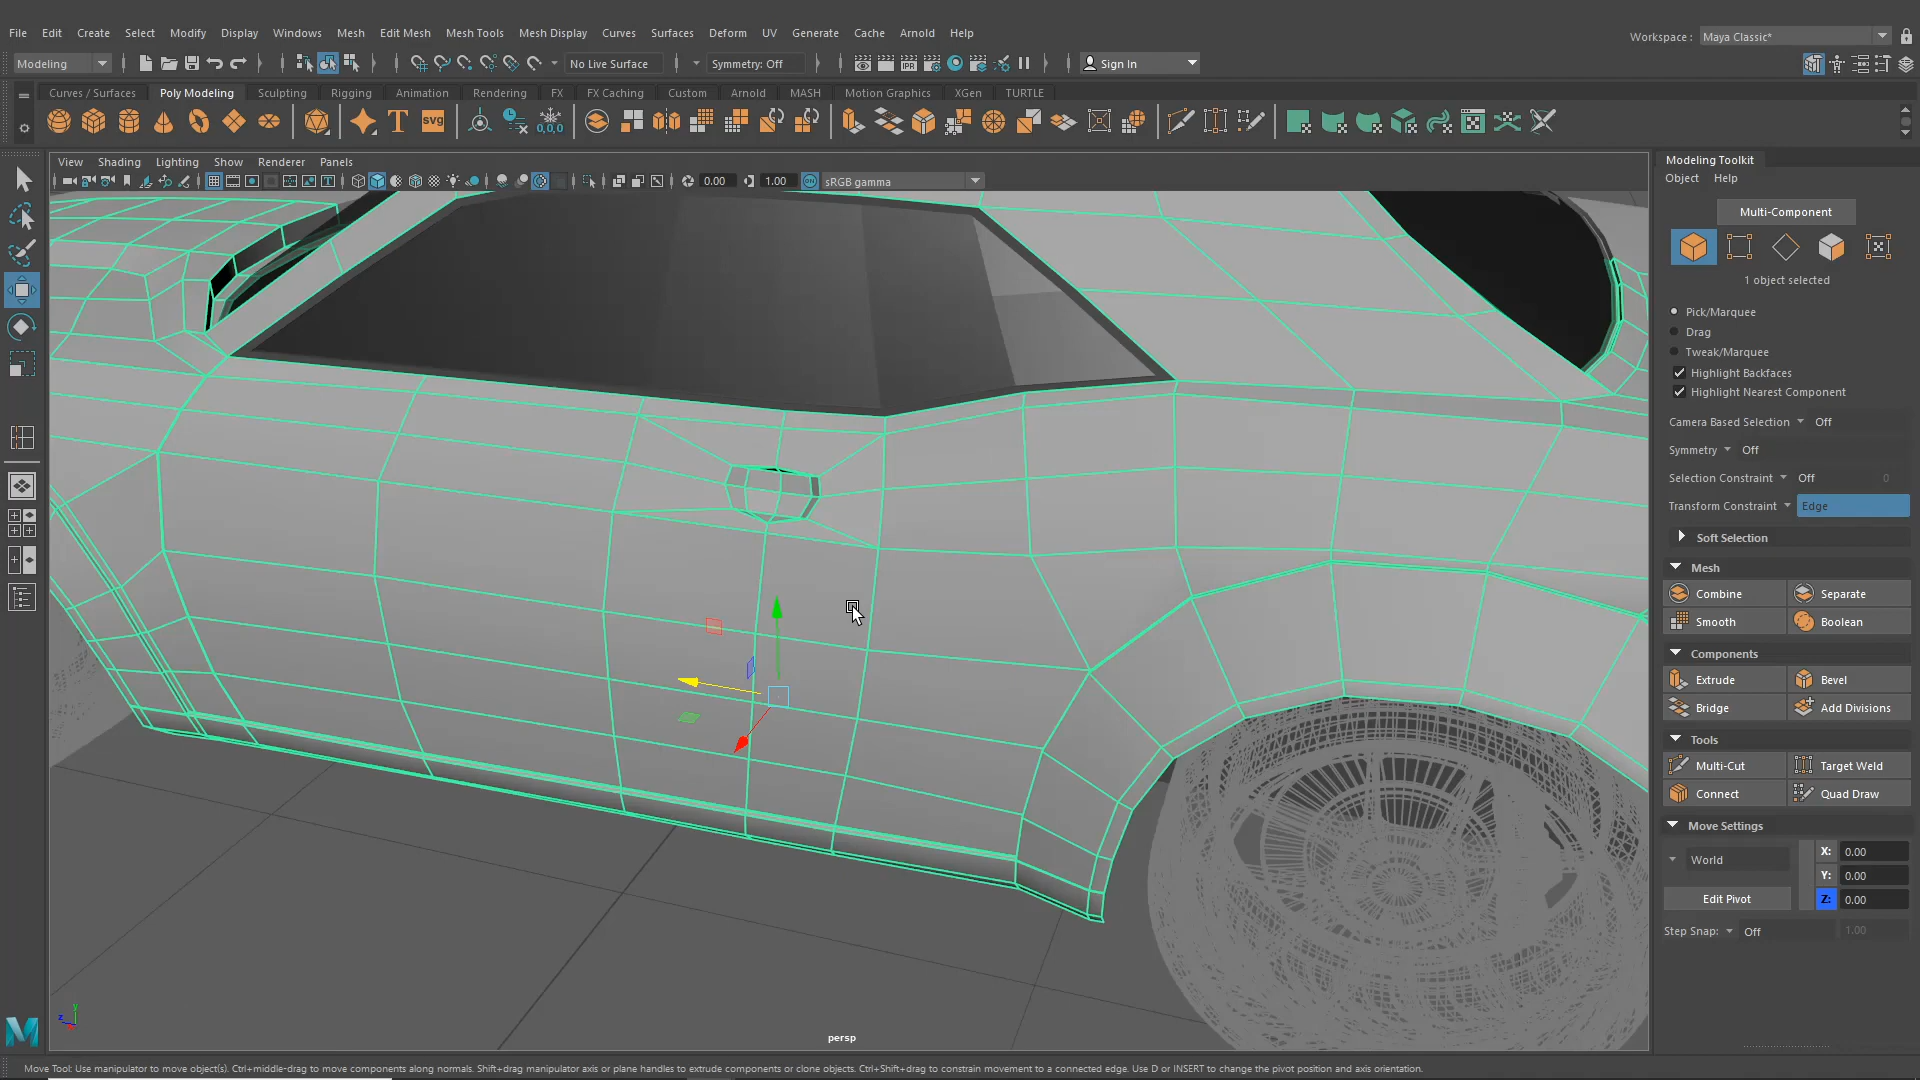 File Edit Create Select Modify Display Windows Mesh Edit Mesh Mesh Tools Mesh Display Curves Surfaces Deform UV Generate Cache Arnold Help
Workspace : Maya Classic*
Modeling No Live Surface Symmetry: Off Sign In
Curves / Surfaces Poly Modeling Sculpting Rigging Animation Rendering FX FX Caching Custom Arnold MASH Motion Graphics XGen TURTLE
T svg 0,0,0
View Shading Lighting Show Renderer Panels
0.00 1.00 sRGB gamma
Modeling Toolkit
Object Help
Multi-Component
1 object selected
Pick/Marquee
Drag
Tweak/Marquee
Highlight Backfaces
Highlight Nearest Component
Camera Based Selection Off
Symmetry Off
Selection Constraint Off 0
Transform Constraint Edge
Soft Selection
Mesh
Combine Separate
Smooth Boolean
Components
Extrude Bevel
Bridge Add Divisions
Tools
Multi-Cut Target Weld
Connect Quad Draw
Move Settings
World X: 0.00
Y: 0.00
Edit Pivot Z: 0.00
Step Snap: Off 1.00
y
z
persp
M
Move Tool: Use manipulator to move object(s). Ctrl+middle-drag to move components along normals. Shift+drag manipulator axis or plane handles to extrude components or clone objects. Ctrl+Shift+drag to constrain movement to a connected edge. Use D or INSERT to change the pivot position and axis orientation.